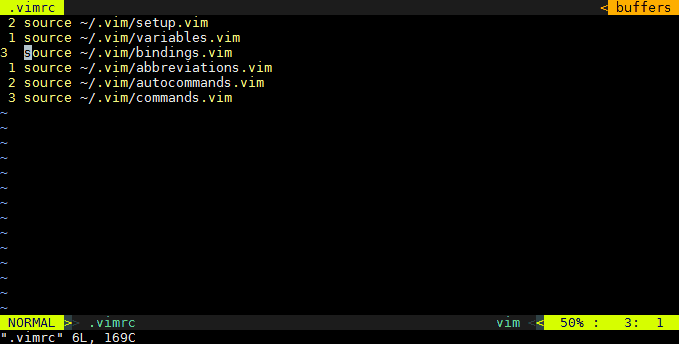 .vimrc < buffers
2 source ~/.vim/setup.vim
1 source ~/.vim/variables.vim
3 source ~/.vim/bindings.vim
1 source ~/.vim/abbreviations.vim
2 source ~/.vim/autocommands.vim
3 source ~/.vim/commands.vim
~
~
~
~
~
~
~
~
~
~
~
~
~
~
NORMAL >> .vimrc vim << 50% : 3: 1
".vimrc" 6L, 169C